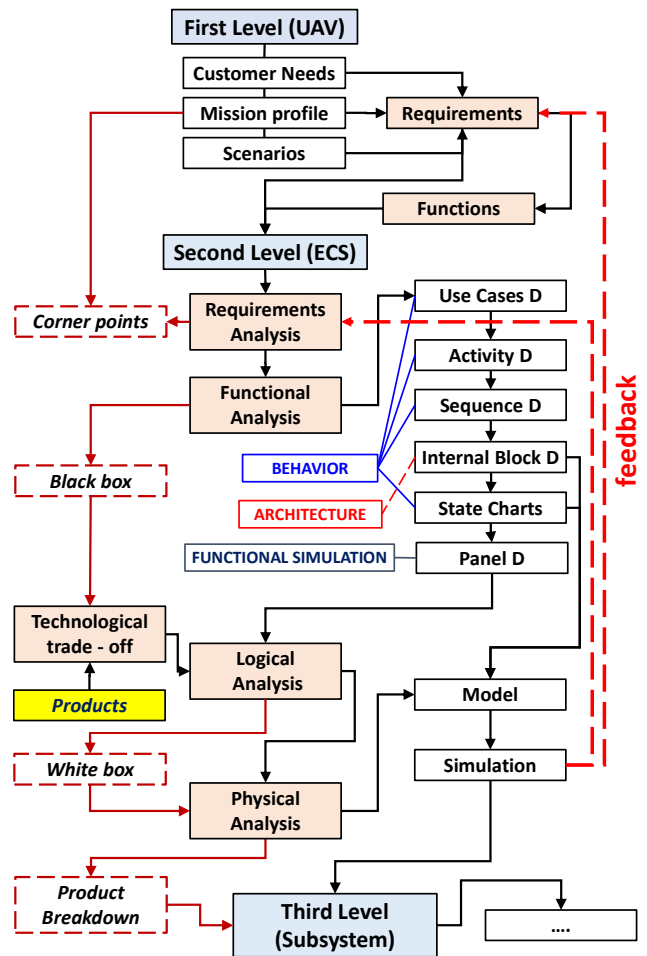 First Level (UAV)
Customer Needs
Mission profile
Requirements
Scenarios
Functions
Second Level (ECS)
Use Cases D
Corner points
Requirements
Analysis
Activity D
Functional
Analysis
Sequence D
feedback
BEHAVIOR
Internal Block D
Black box
ARCHITECTURE
State Charts
FUNCTIONAL SIMULATION
Panel D
Technological
trade - off
Logical
Analysis
Products
Model
White box
Simulation
Physical
Analysis
Product
Breakdown
Third Level
(Subsystem)
....